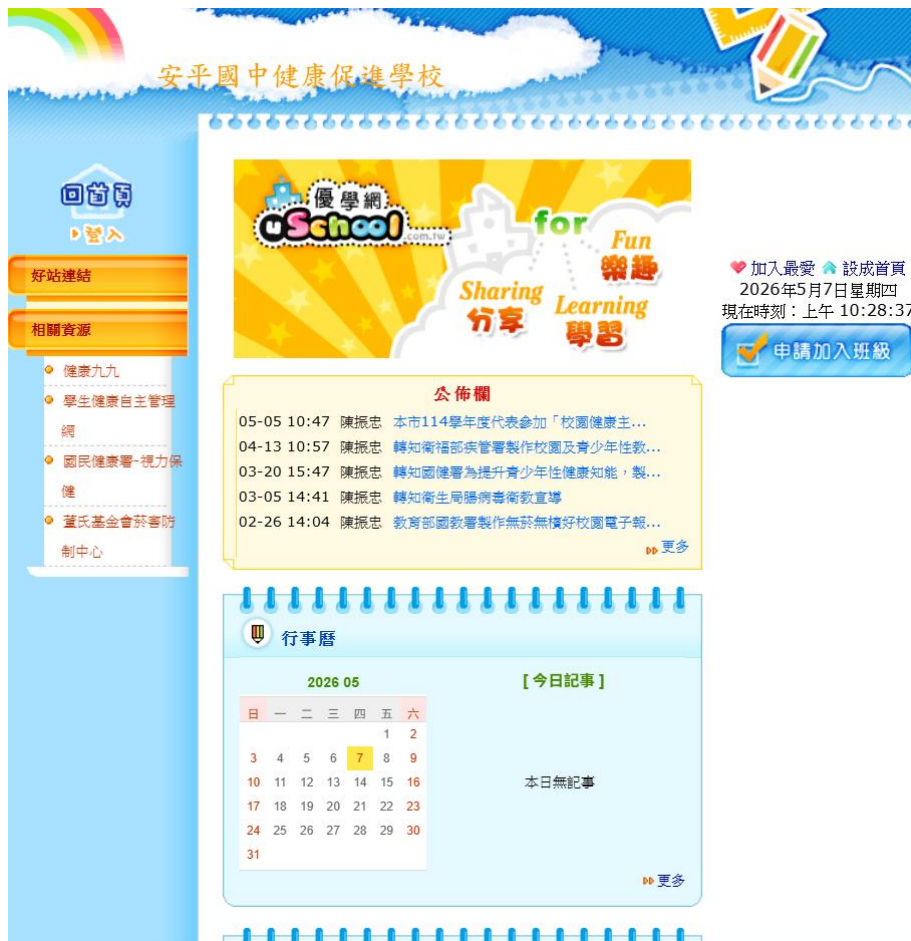 安平國中健康促進學校
回首頁
登入
好站連結
相關資源
健康九九
學生健康自主管理
網
國民健康署-視力保
健
董氏基金會菸害防
制中心
優學網
uSchool.com.tw
for
Fun
樂趣
Sharing
分享
Learning
學習
公佈欄
05-05 10:47 陳振忠 本市114學年度代表參加「校園健康主...
04-13 10:57 陳振忠 轉知衛福部疾管署製作校園及青少年性教...
03-20 15:47 陳振忠 轉知國健署為提升青少年性健康知能，製...
03-05 14:41 陳振忠 轉知衛生局腸病毒衛教宣導
02-26 14:04 陳振忠 教育部國教署製作無菸無檳好校園電子報...
更多
行事曆
2026 05
日 一 二 三 四 五 六
1 2
3 4 5 6 7 8 9
10 11 12 13 14 15 16
17 18 19 20 21 22 23
24 25 26 27 28 29 30
31
[ 今日記事 ]
本日無記事
更多
加入最愛 設成首頁
2026年5月7日星期四
現在時刻：上午 10:28:37
申請加入班級